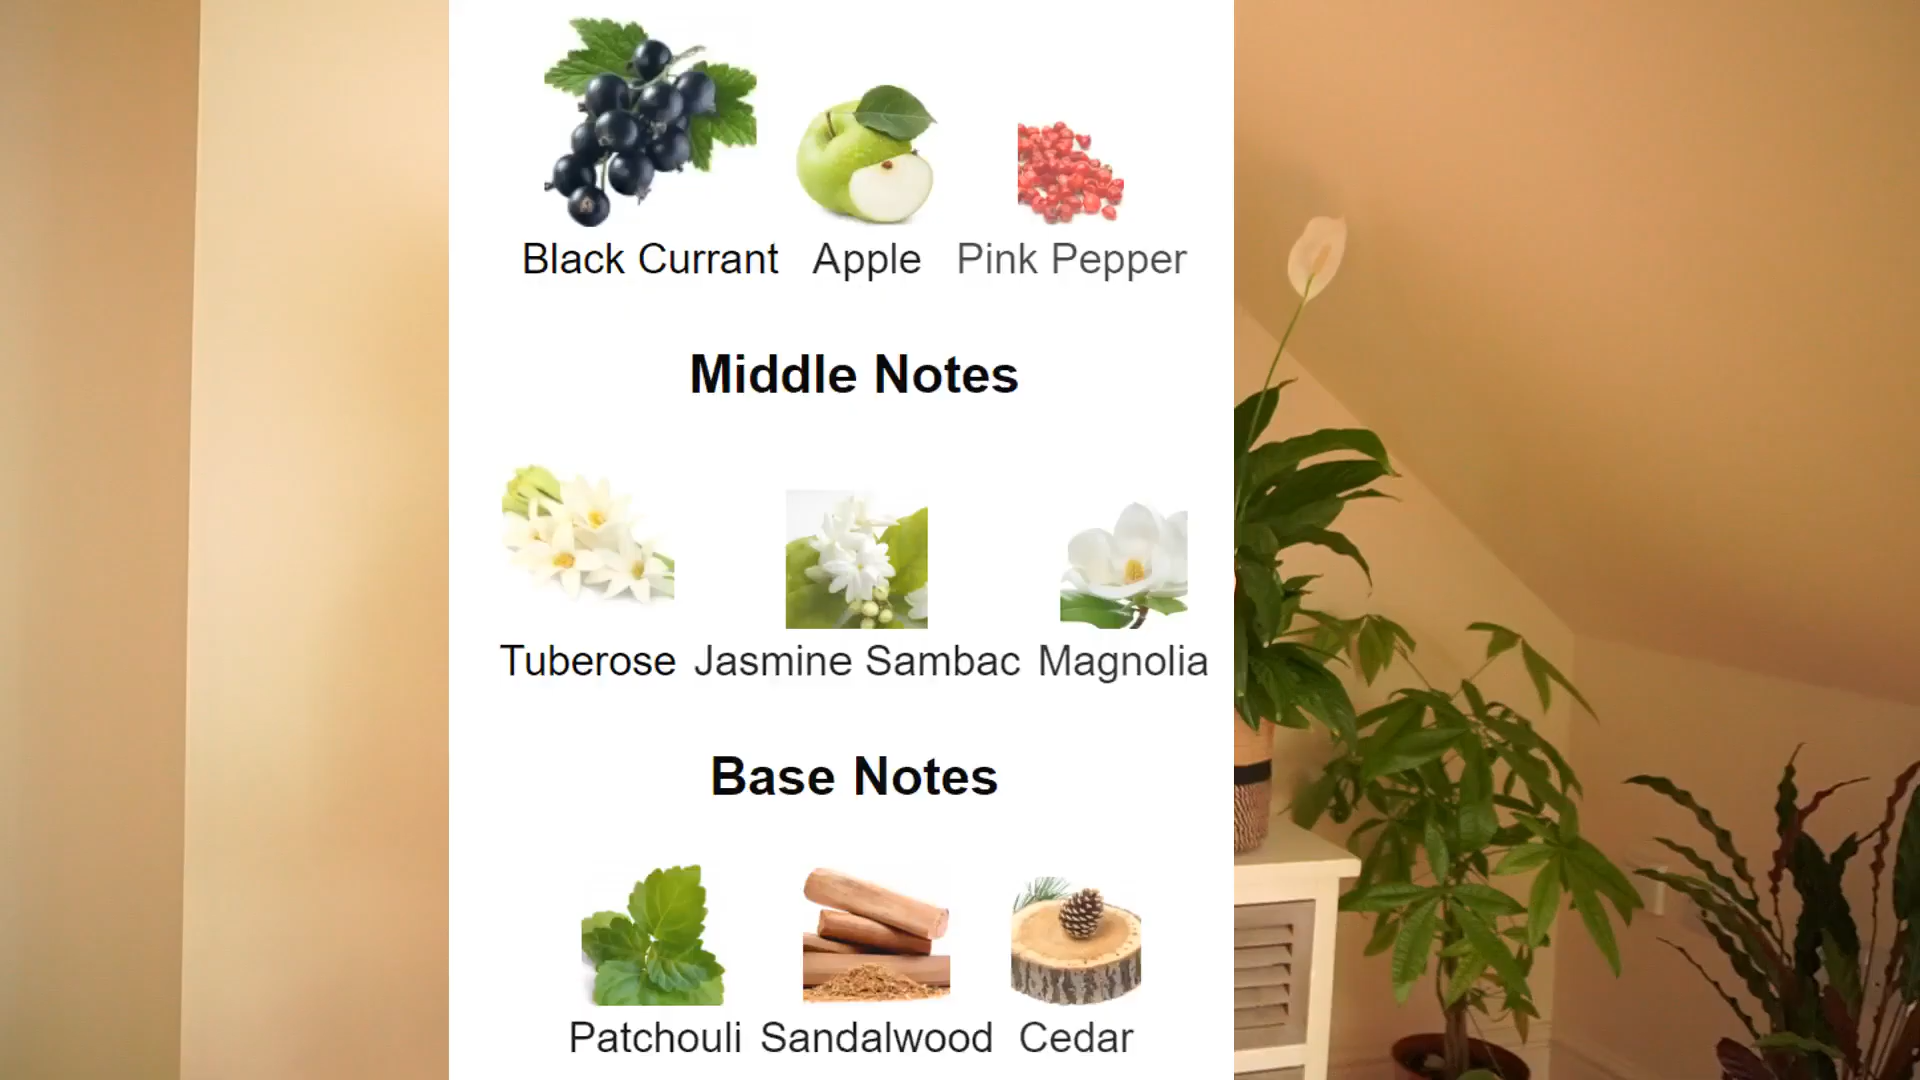 Black Currant Apple Pink Pepper
Middle Notes
Tuberose Jasmine Sambac Magnolia
Base Notes
Patchouli Sandalwood Cedar